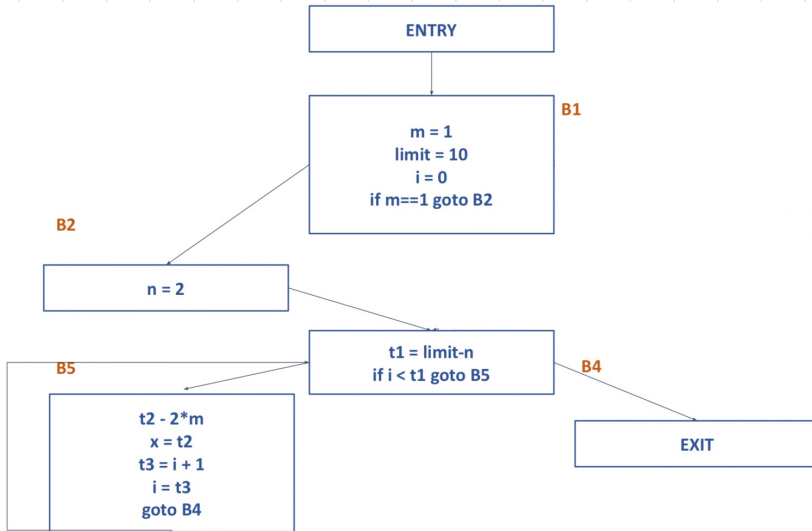 ENTRY
B1
m = 1
limit = 10
i = 0
if m==1 goto B2
B2
n = 2
t1 = limit-n
if i < t1 goto B5
B4
B5
t2 - 2*m
x = t2
t3 = i + 1
i = t3
goto B4
EXIT